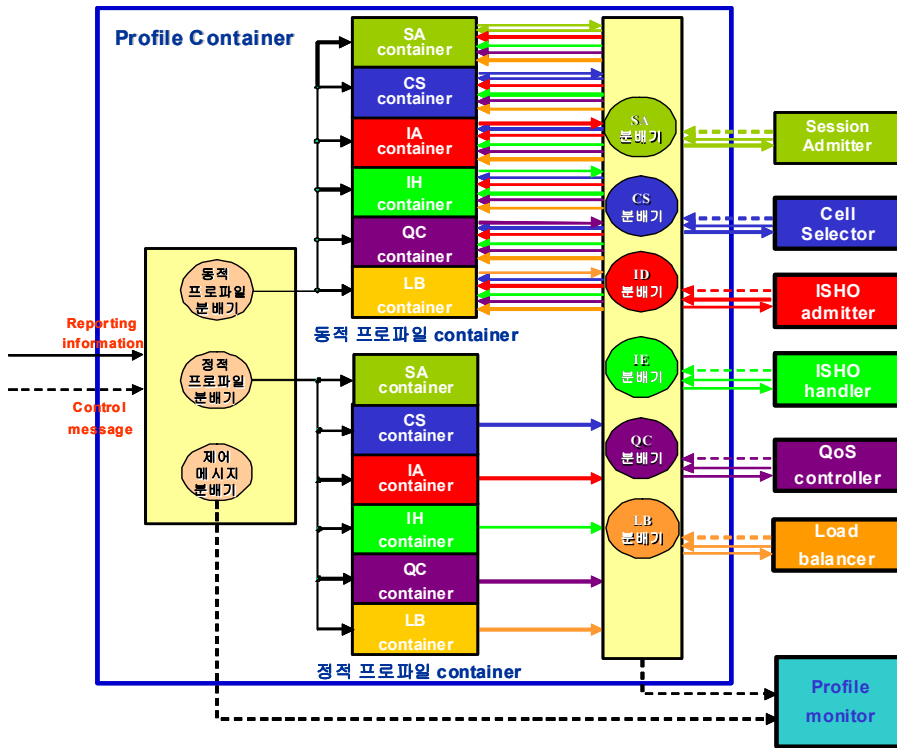 Profile Container
Reporting
information
Control
message
동적
프로파일
분배기
정적
프로파일
분배기
제어
메시지
분배기
SA
container
CS
container
IA
container
IH
container
QC
container
LB
container
동적 프로파일 container
SA
container
CS
container
IA
container
IH
container
QC
container
LB
container
정적 프로파일 container
SA
분배기
CS
분배기
ID
분배기
IE
분배기
QC
분배기
LB
분배기
Session
Admitter
Cell
Selector
ISHO
admitter
ISHO
handler
QoS
controller
Load
balancer
Profile
monitor